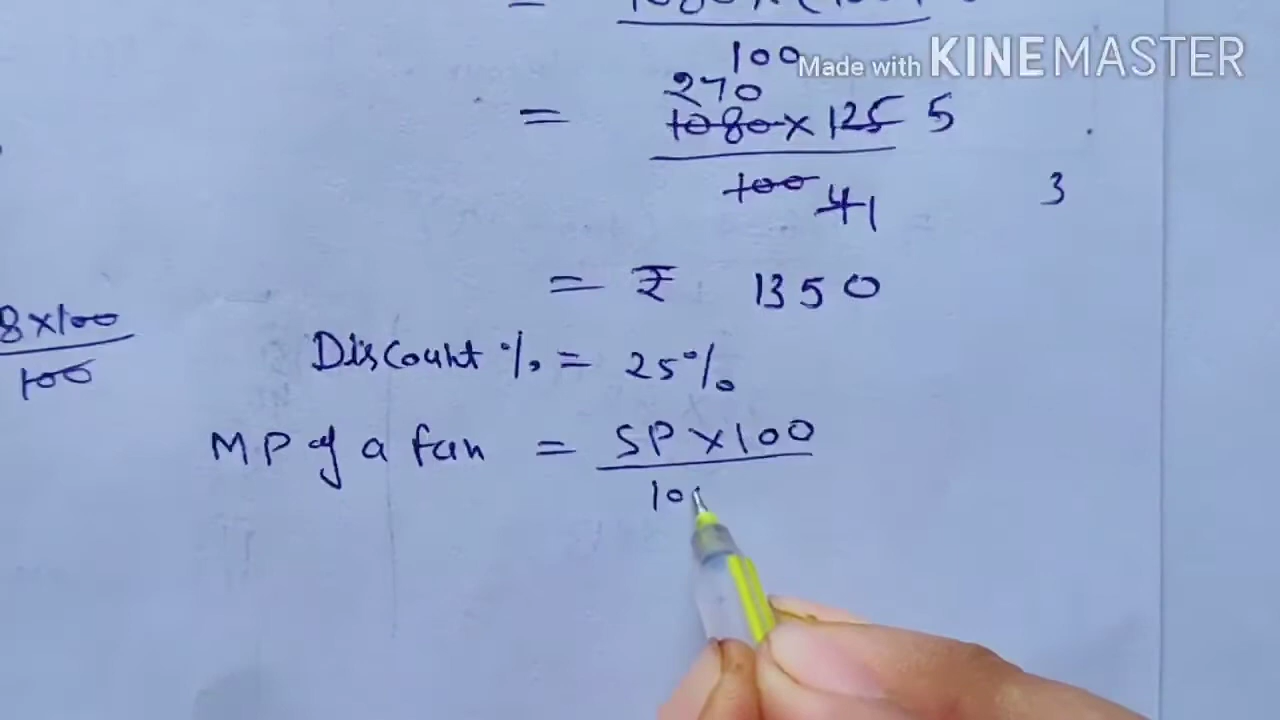 =
100
Made with KINEMASTER
270
= 1080 x 125 5
100 4 1
3
= ₹ 1350
8 x 100
100
Discount % = 25%
MP of a fan = SP x 100
10